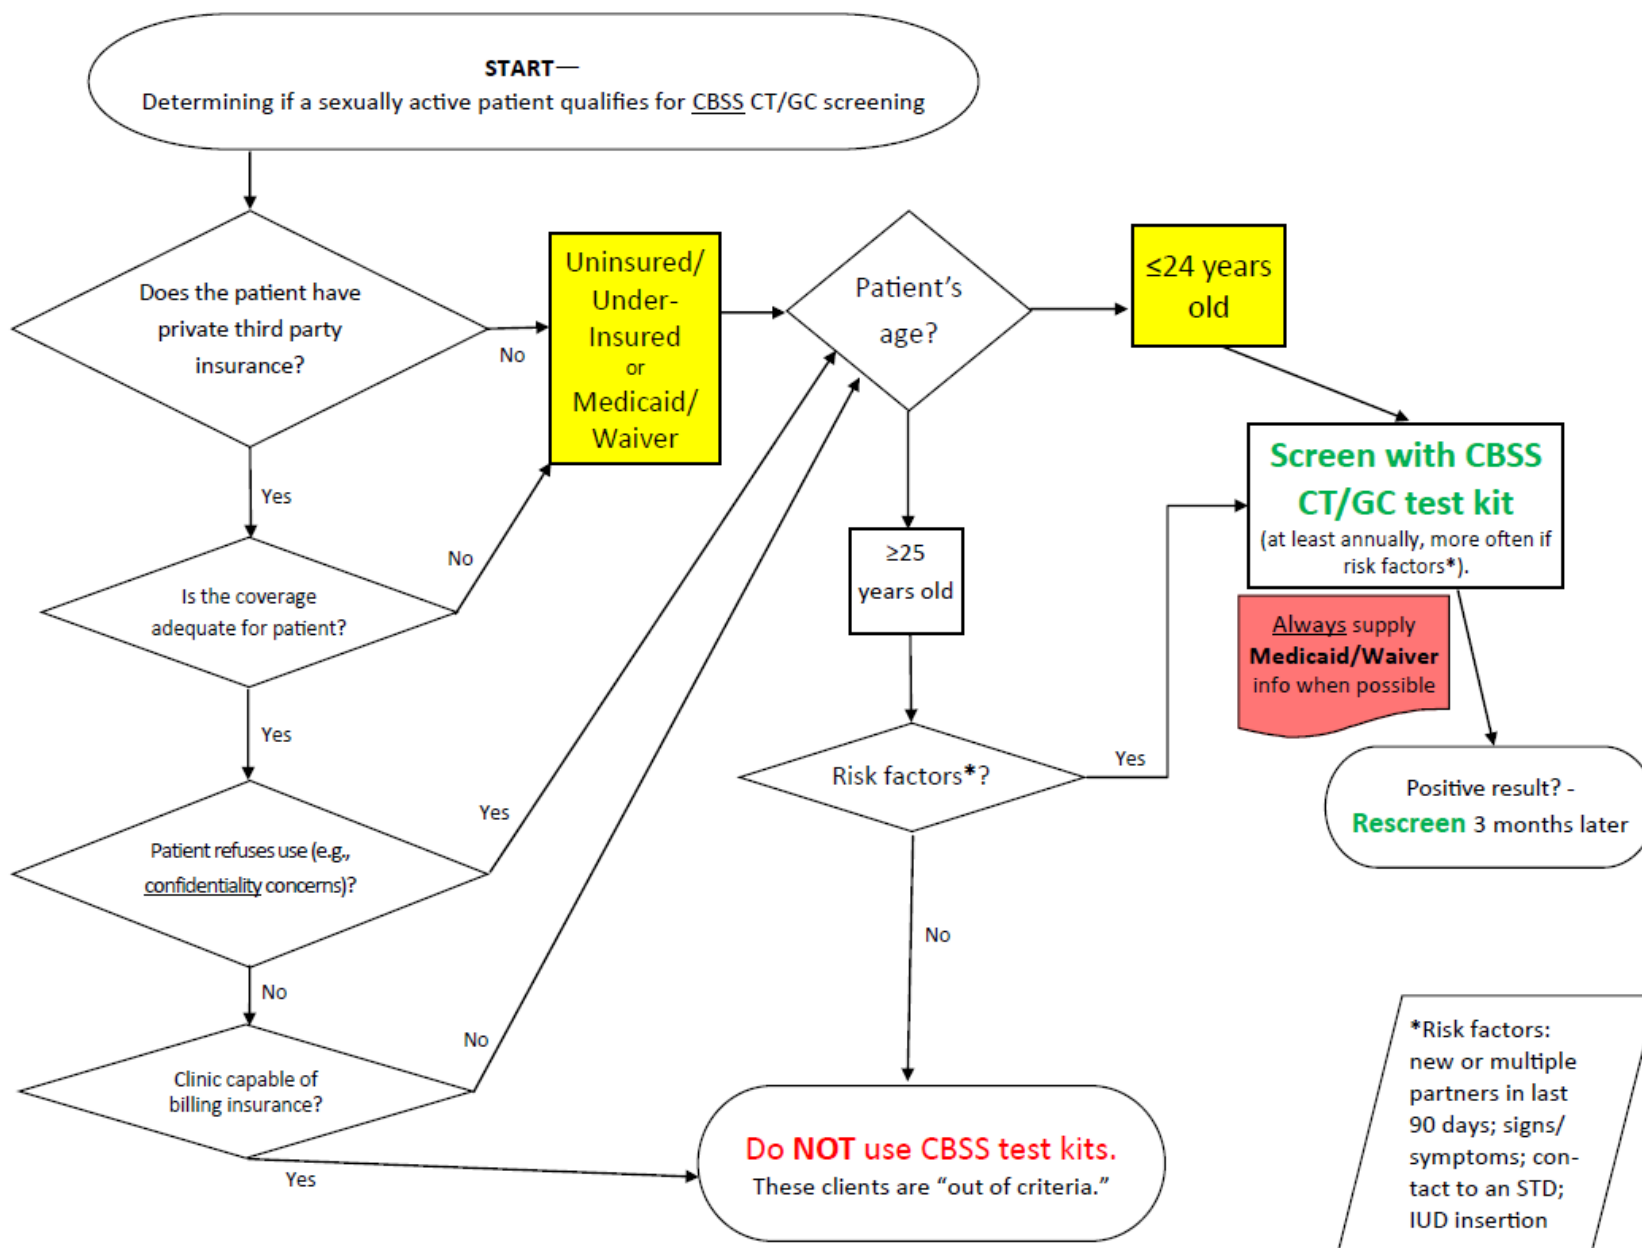 START—
Determining if a sexually active patient qualifies for CBSS CT/GC screening
Does the patient have
private third party
insurance?
No
Yes
Uninsured/
Under-
Insured
or
Medicaid/
Waiver
Patient's
age?
≤24 years
old
Is the coverage
adequate for patient?
No
Yes
≥25
years old
Screen with CBSS
CT/GC test kit
(at least annually, more often if
risk factors*).
Always supply
Medicaid/Waiver
info when possible
Risk factors*?
Yes
No
Positive result? -
Rescreen 3 months later
Patient refuses use (e.g.,
confidentiality concerns)?
Yes
No
Clinic capable of
billing insurance?
No
Yes
Do NOT use CBSS test kits.
These clients are “out of criteria.”
*Risk factors:
new or multiple
partners in last
90 days; signs/
symptoms; con-
tact to an STD;
IUD insertion